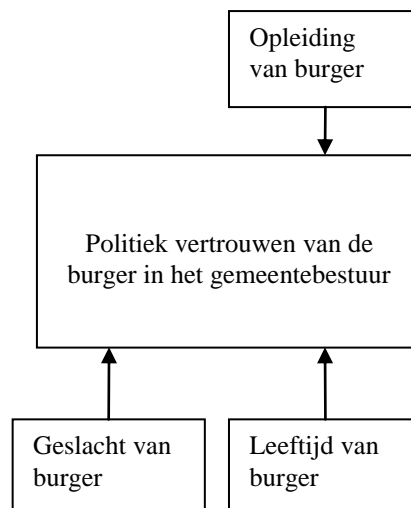 Opleiding
van burger
Politiek vertrouwen van de
burger in het gemeentebestuur
Geslacht van
burger
Leeftijd van
burger